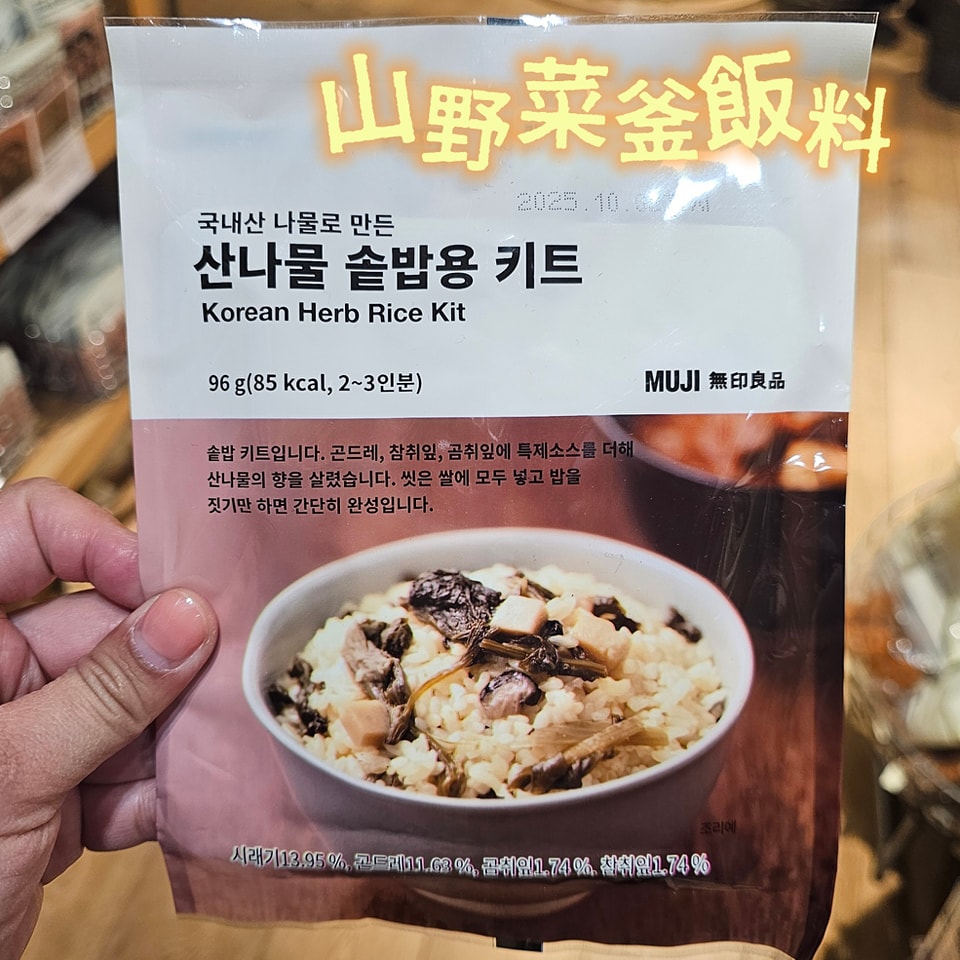 山野菜釜飯料
2025.10.
국내산 나물로 만든
산나물 솥밥용 키트
Korean Herb Rice Kit
96 g(85 kcal, 2~3인분)
MUJI 無印良品
솥밥 키트입니다. 곤드레, 참취잎, 곰취잎에 특제소스를 더해
산나물의 향을 살렸습니다. 씻은 쌀에 모두 넣고 밥을
짓기만 하면 간단히 완성입니다.
조리예
시래기13.95 %, 곤드레11.63 %, 곰취잎1.74 %, 참취잎1.74 %